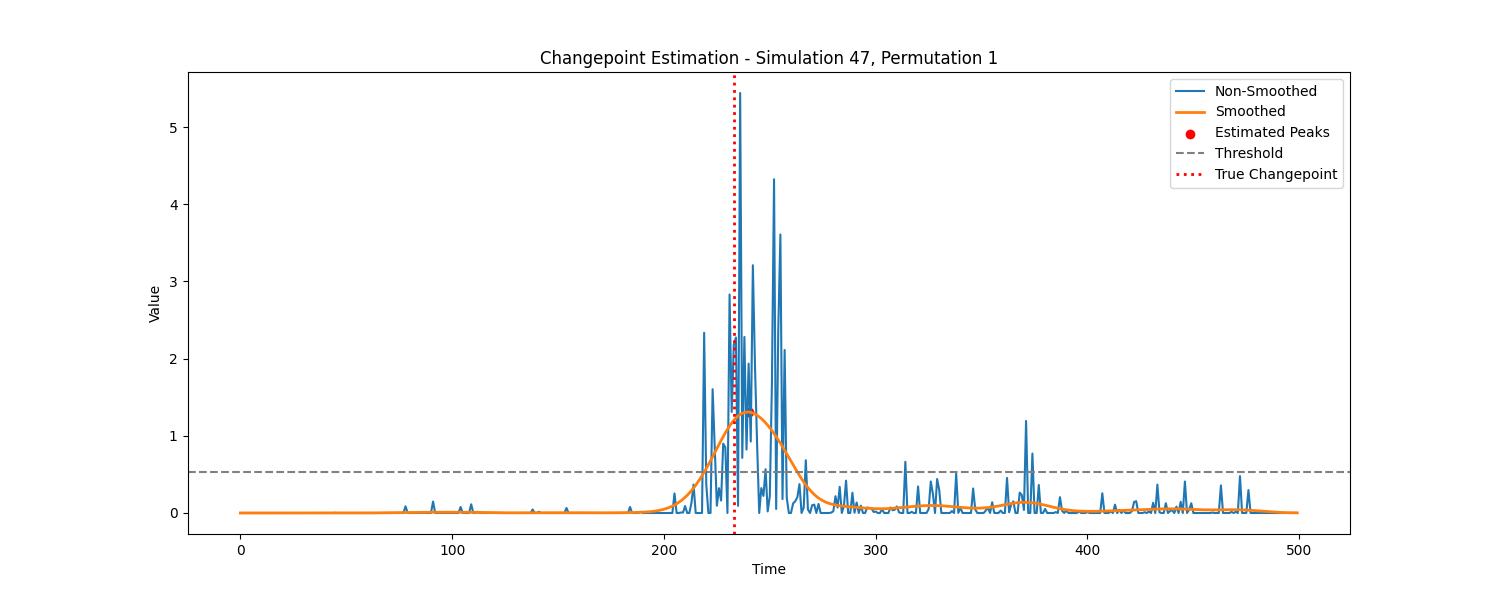 Changepoint Estimation - Simulation 47, Permutation 1
Non-Smoothed
Smoothed
Estimated Peaks
Threshold
True Changepoint
Value
5
4
3
2
1
0
0 100 200 300 400 500
Time